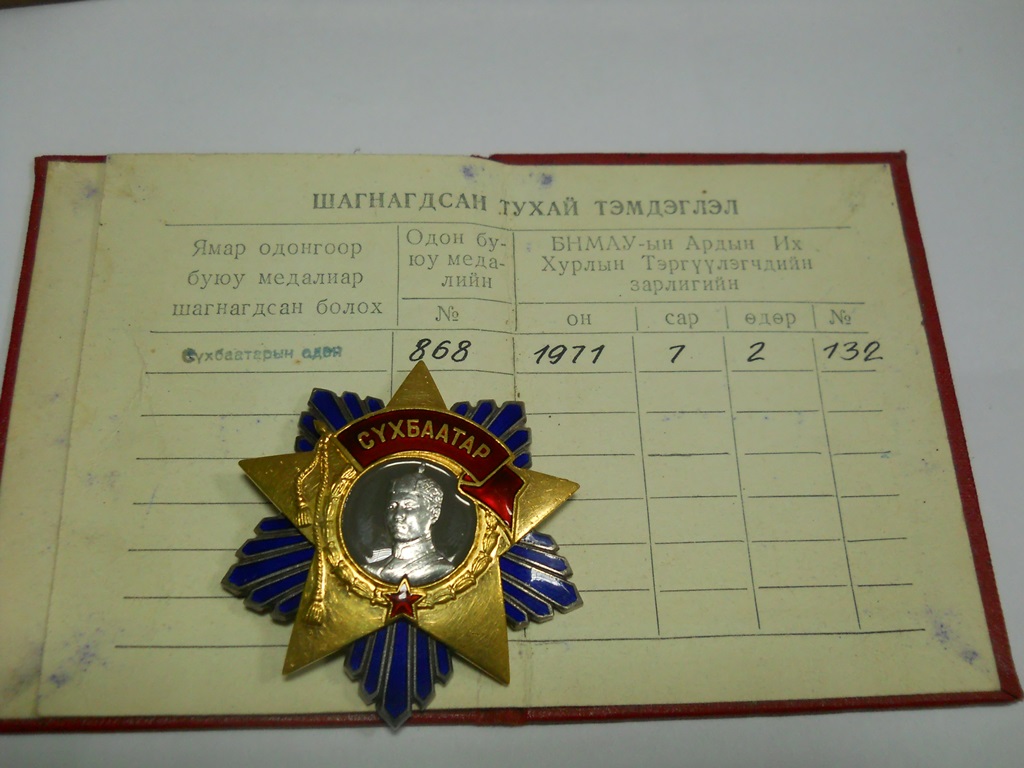 ШАГНАГДСАН ТУХАЙ ТЭМДЭГЛЭЛ
Ямар одонгоор
буюу медалиар
шагнагдсан болох
Одон бу-
юу меда-
лийн
№
БНМАУ-ын Ардын Их
Хурлын Тэргүүлэгчдийн
зарлигийн
он сар өдөр №
Сүхбаатарын одон 868 1971 7 2 132
СҮХБААТАР